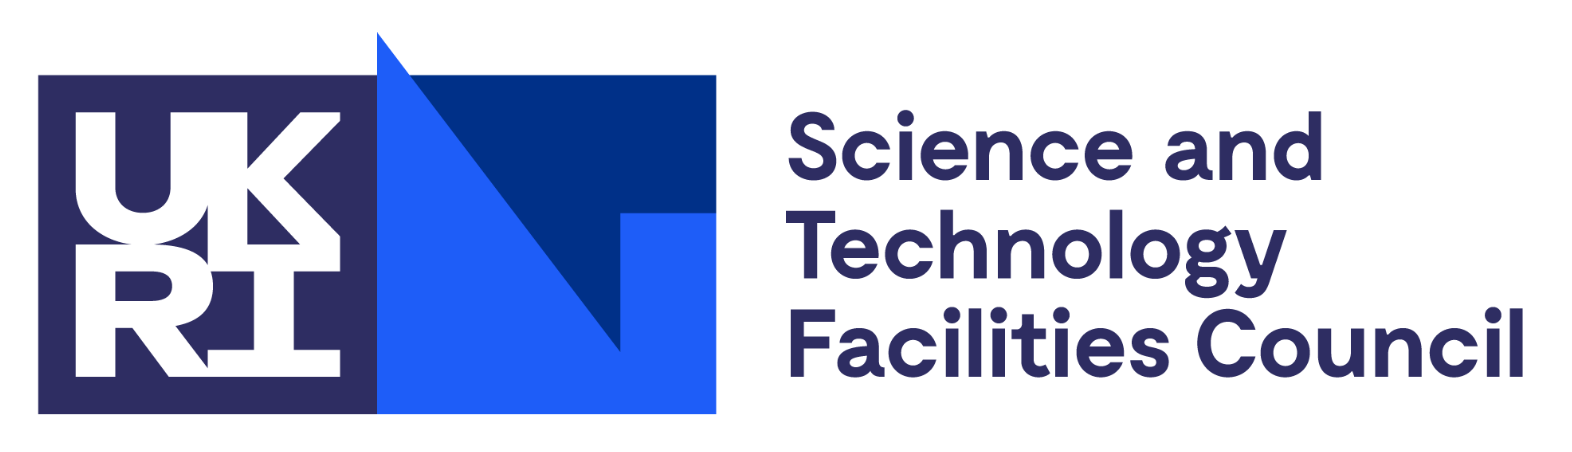 UK
RI
Science and
Technology
Facilities Council